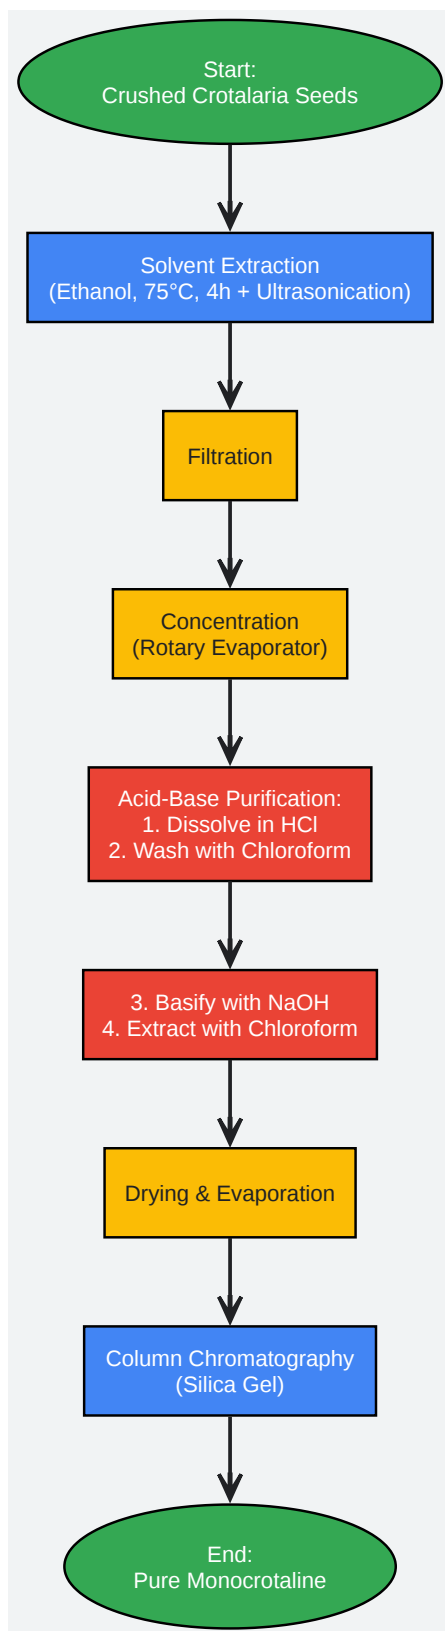 Start:
Crushed Crotalaria Seeds
Solvent Extraction
(Ethanol, 75°C, 4h + Ultrasonication)
Filtration
Concentration
(Rotary Evaporator)
Acid-Base Purification:
1. Dissolve in HCl
2. Wash with Chloroform
3. Basify with NaOH
4. Extract with Chloroform
Drying & Evaporation
Column Chromatography
(Silica Gel)
End:
Pure Monocrotaline